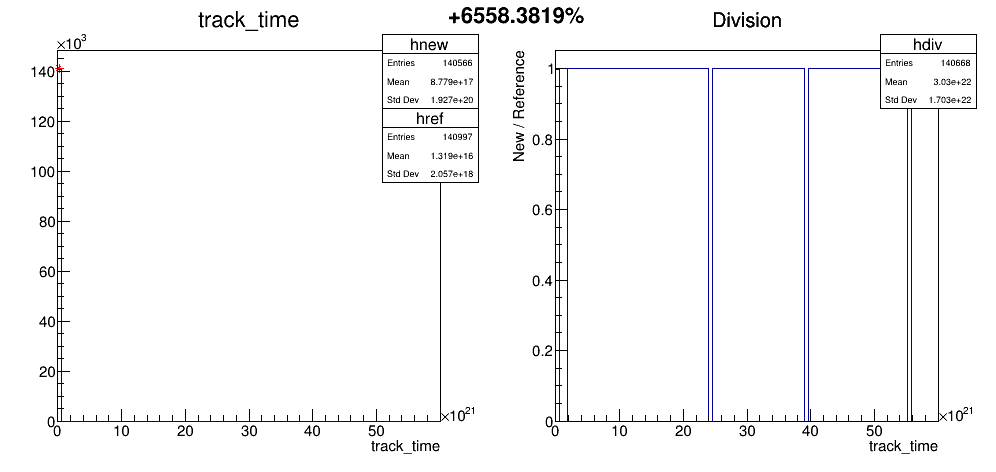 +6558.3819%
track_time
×10³
hnew
Entries 140566
Mean 8.779e+17
Std Dev 1.927e+20
href
Entries 140997
Mean 1.319e+16
Std Dev 2.057e+18
140
120
100
80
60
40
20
0
0 10 20 30 40 50
×10²¹
track_time
Division
hdiv
Entries 140668
Mean 3.03e+22
Std Dev 1.703e+22
New / Reference
1
0.8
0.6
0.4
0.2
0
0 10 20 30 40 50
×10²¹
track_time